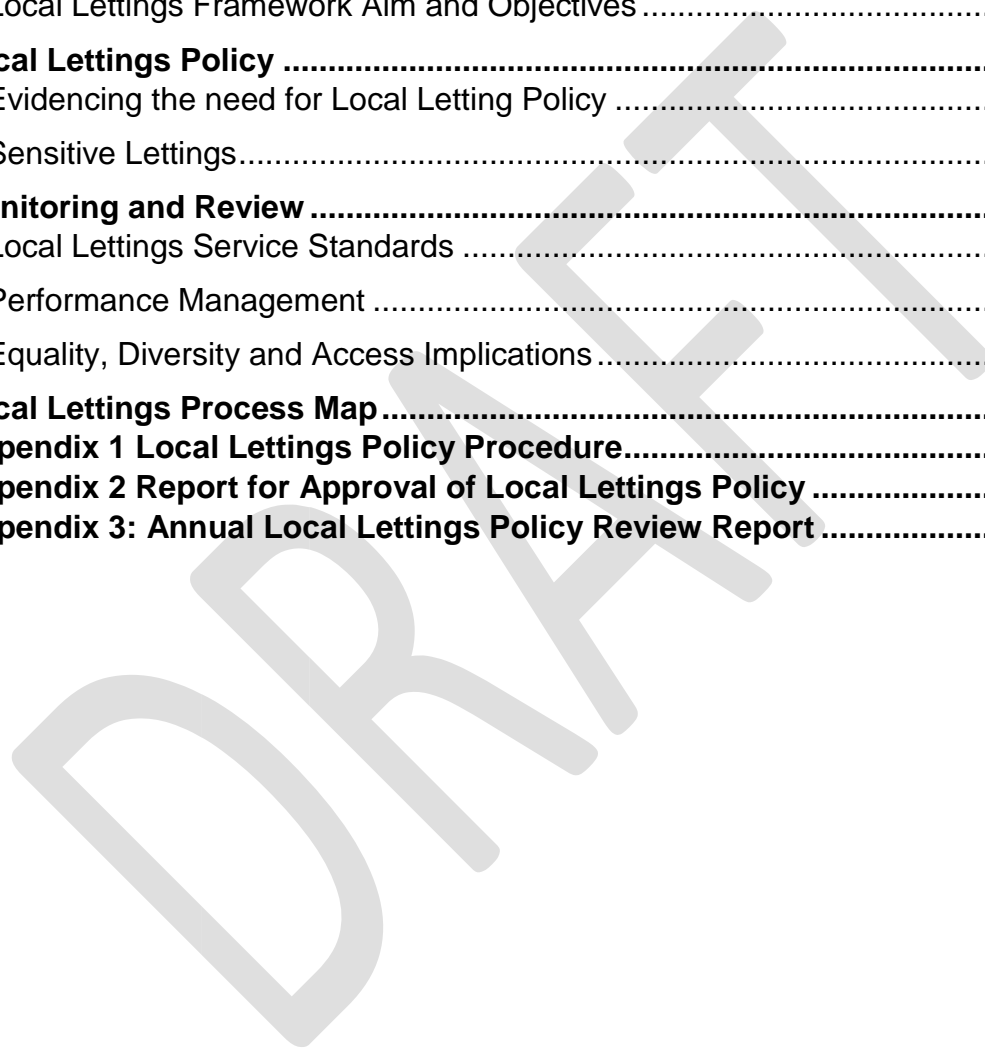 Local Lettings Framework Aim and Objectives ........................................
cal Lettings Policy ................................................................................
Evidencing the need for Local Letting Policy ...........................................
Sensitive Lettings....................................................................................
nitoring and Review .............................................................................
Local Lettings Service Standards ...........................................................
Performance Management .....................................................................
Equality, Diversity and Access Implications .............................................
cal Lettings Process Map .....................................................................
pendix 1 Local Lettings Policy Procedure..........................................
pendix 2 Report for Approval of Local Lettings Policy .....................
pendix 3: Annual Local Lettings Policy Review Report ....................
DRAFT